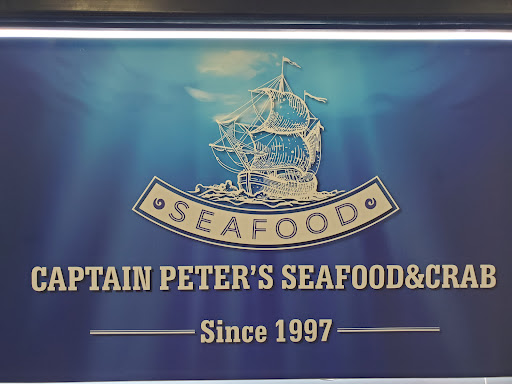 SEAFOOD
CAPTAIN PETER'S SEAFOOD&CRAB
Since 1997